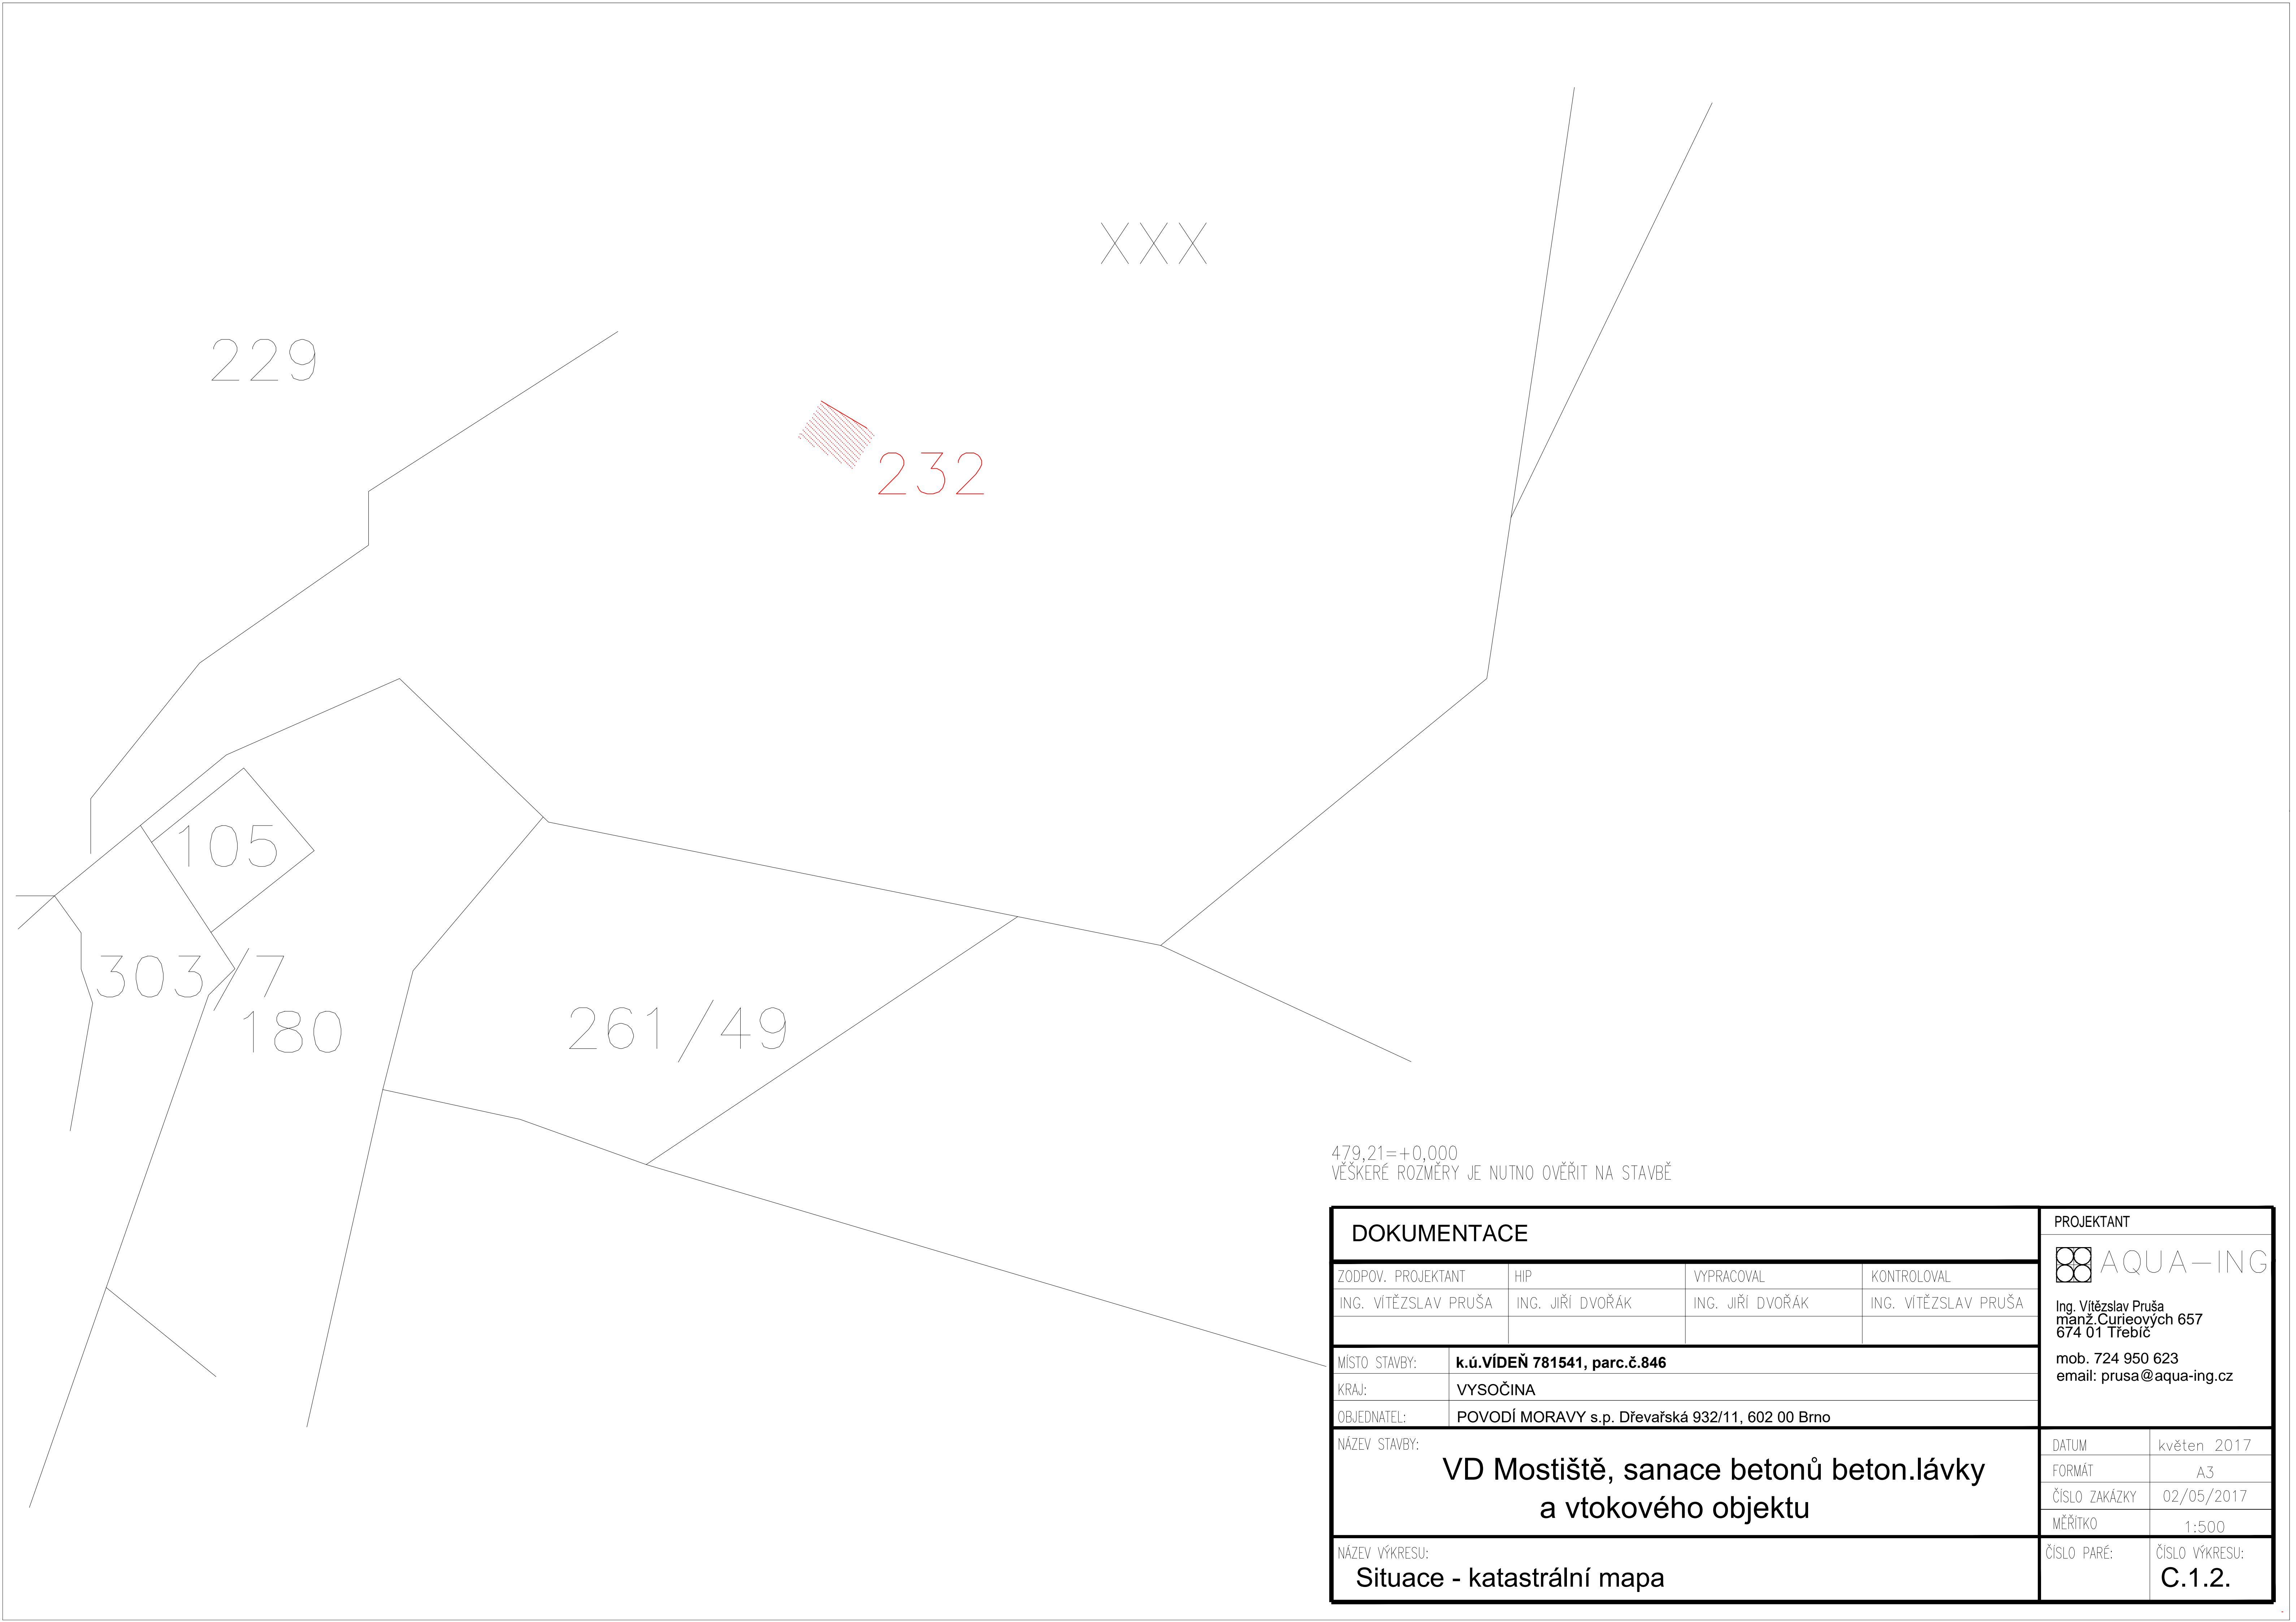 XXX
229
232
105
303/7
180
261/49
479,21=+0,000
VĚŠKERÉ ROZMĚRY JE NUTNO OVĚŘIT NA STAVBĚ
DOKUMENTACE
ZODPOV. PROJEKTANT HIP VYPRACOVAL KONTROLOVAL
ING. VÍTĚZSLAV PRUŠA ING. JIŘÍ DVOŘÁK ING. JIŘÍ DVOŘÁK ING. VÍTĚZSLAV PRUŠA
MÍSTO STAVBY: k.ú.VÍDEŇ 781541, parc.č.846
KRAJ: VYSOČINA
OBJEDNATEL: POVODÍ MORAVY s.p. Dřevařská 932/11, 602 00 Brno
NÁZEV STAVBY:
VD Mostiště, sanace betonů beton.lávky
a vtokového objektu
NÁZEV VÝKRESU:
Situace - katastrální mapa
PROJEKTANT
AQUA-ING
Ing. Vítězslav Pruša
manž.Curieových 657
674 01 Třebíč
mob. 724 950 623
email: prusa@aqua-ing.cz
DATUM květen 2017
FORMÁT A3
ČÍSLO ZAKÁZKY 02/05/2017
MĚŘÍTKO 1:500
ČÍSLO PARÉ: ČÍSLO VÝKRESU:
C.1.2.